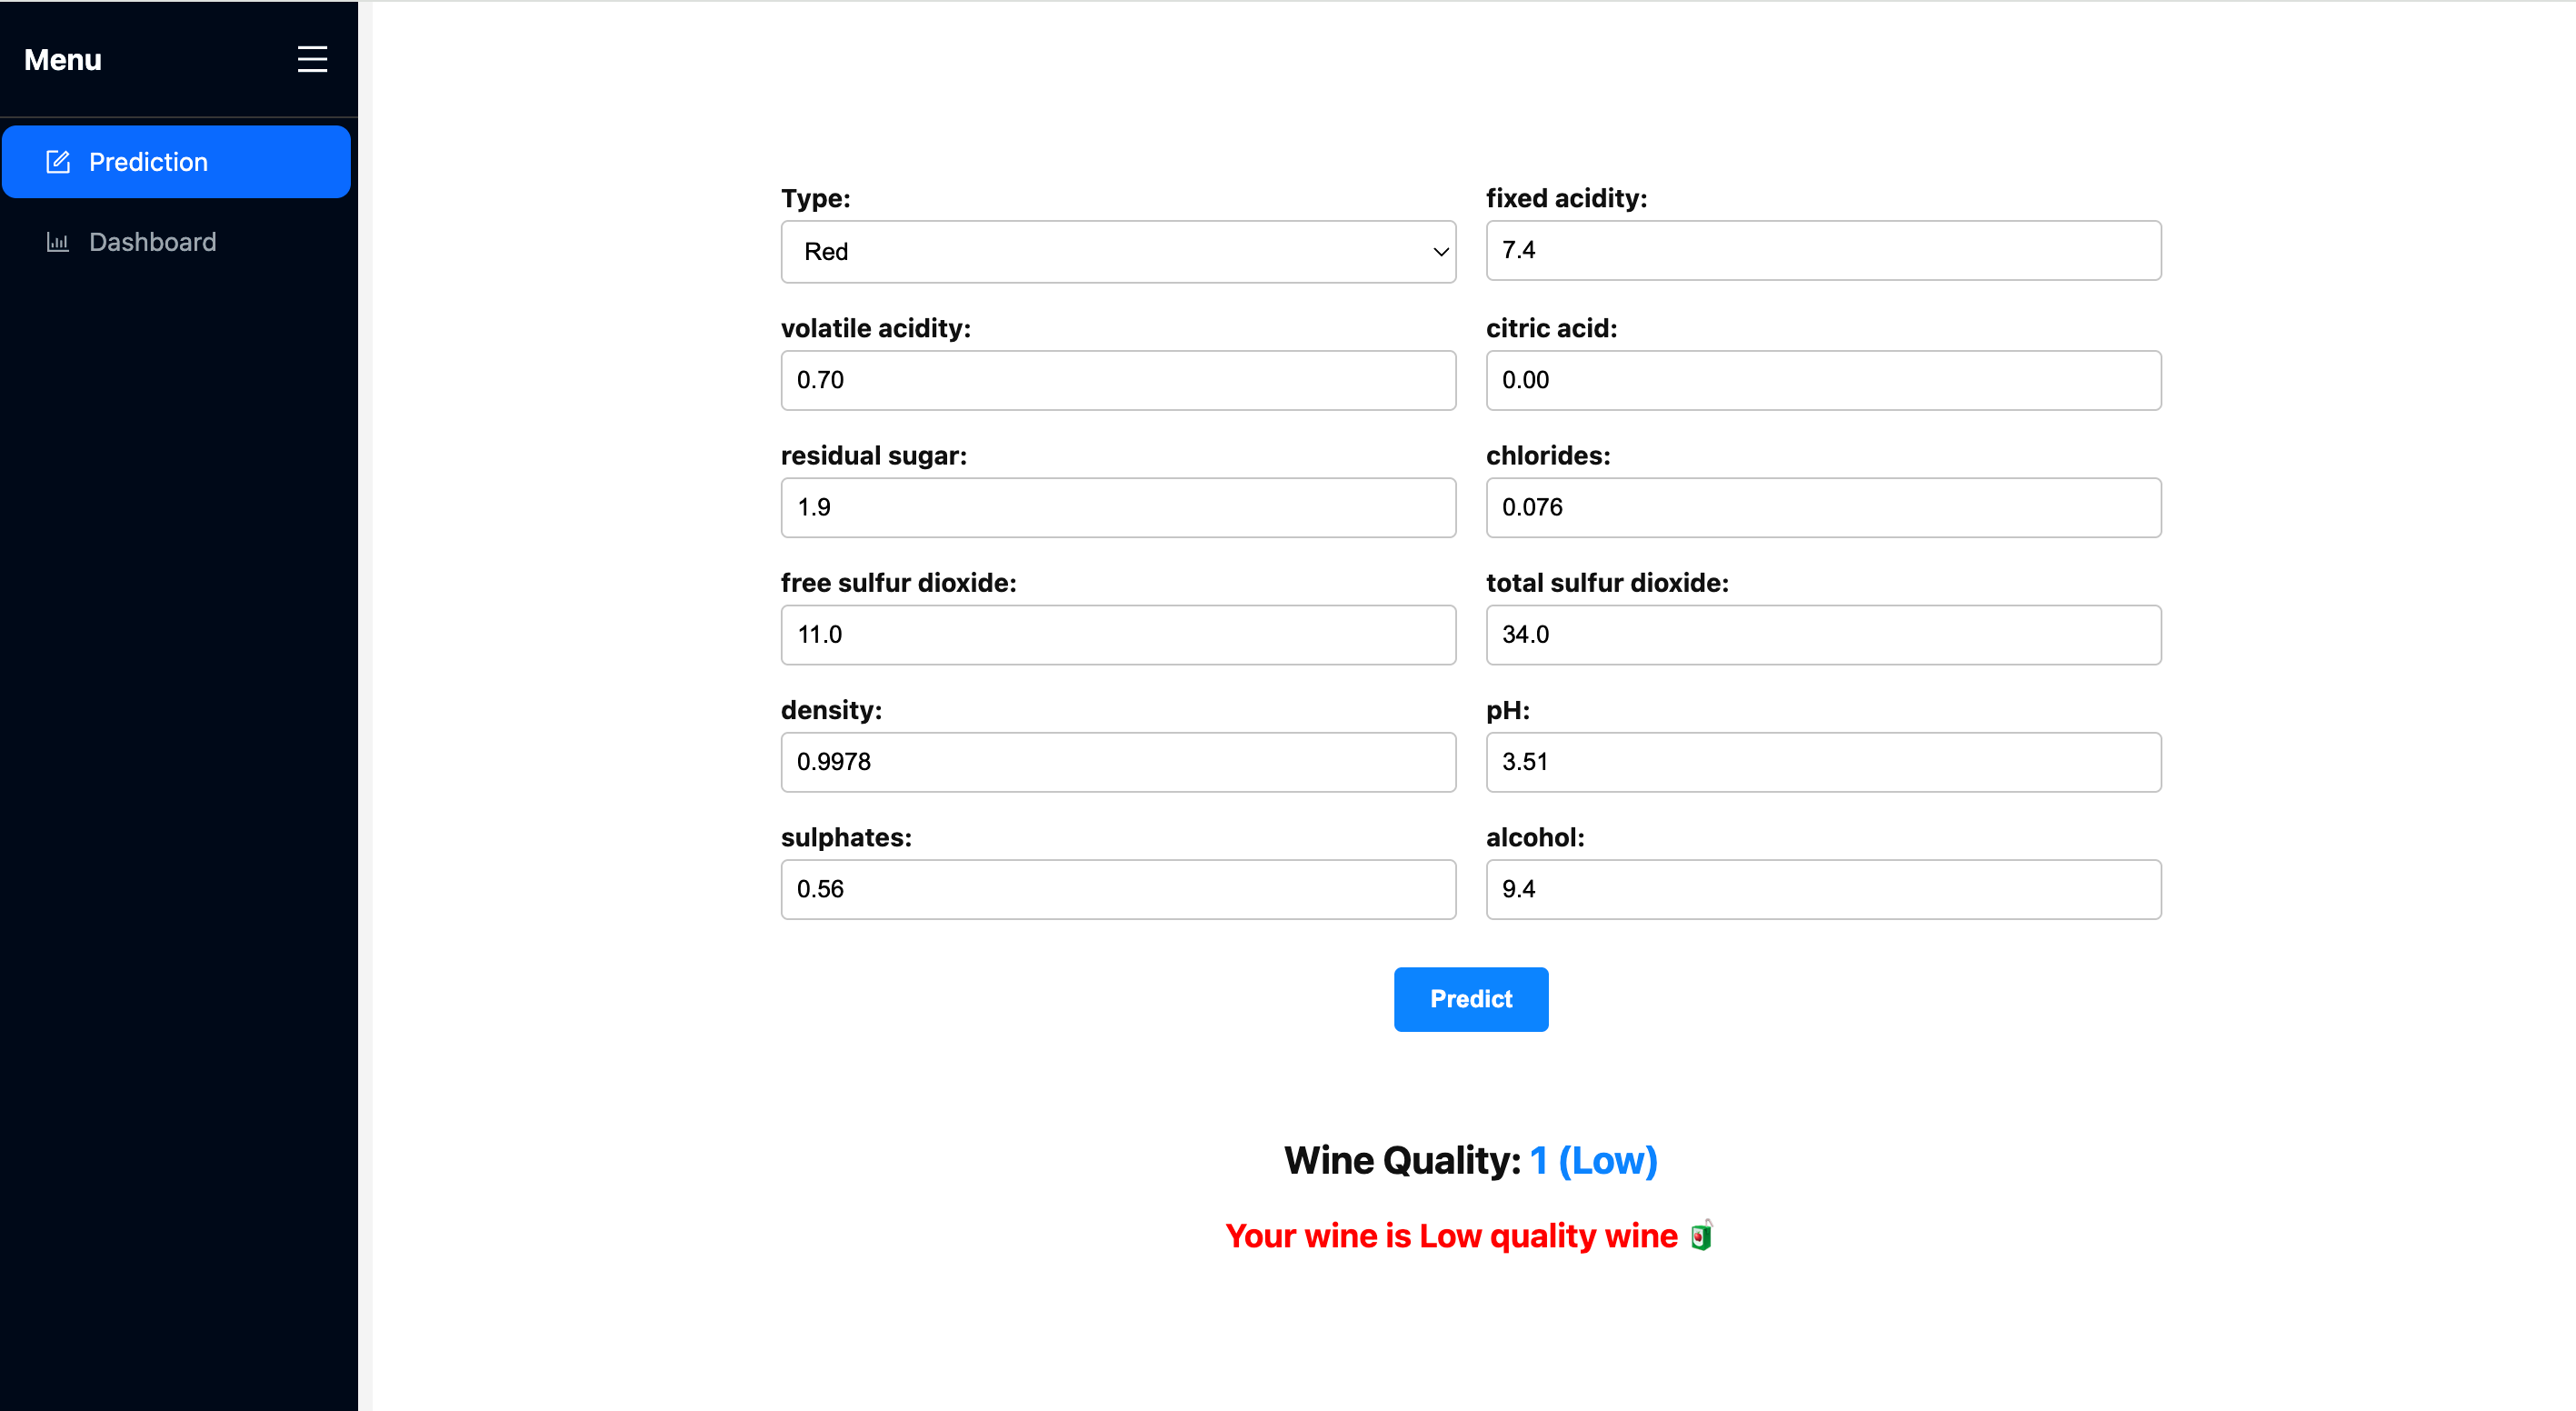 Menu
Prediction
Dashboard
Type:
Red
fixed acidity:
7.4
volatile acidity:
0.70
citric acid:
0.00
residual sugar:
1.9
chlorides:
0.076
free sulfur dioxide:
11.0
total sulfur dioxide:
34.0
density:
0.9978
pH:
3.51
sulphates:
0.56
alcohol:
9.4
Predict
Wine Quality: 1 (Low)
Your wine is Low quality wine 🧃